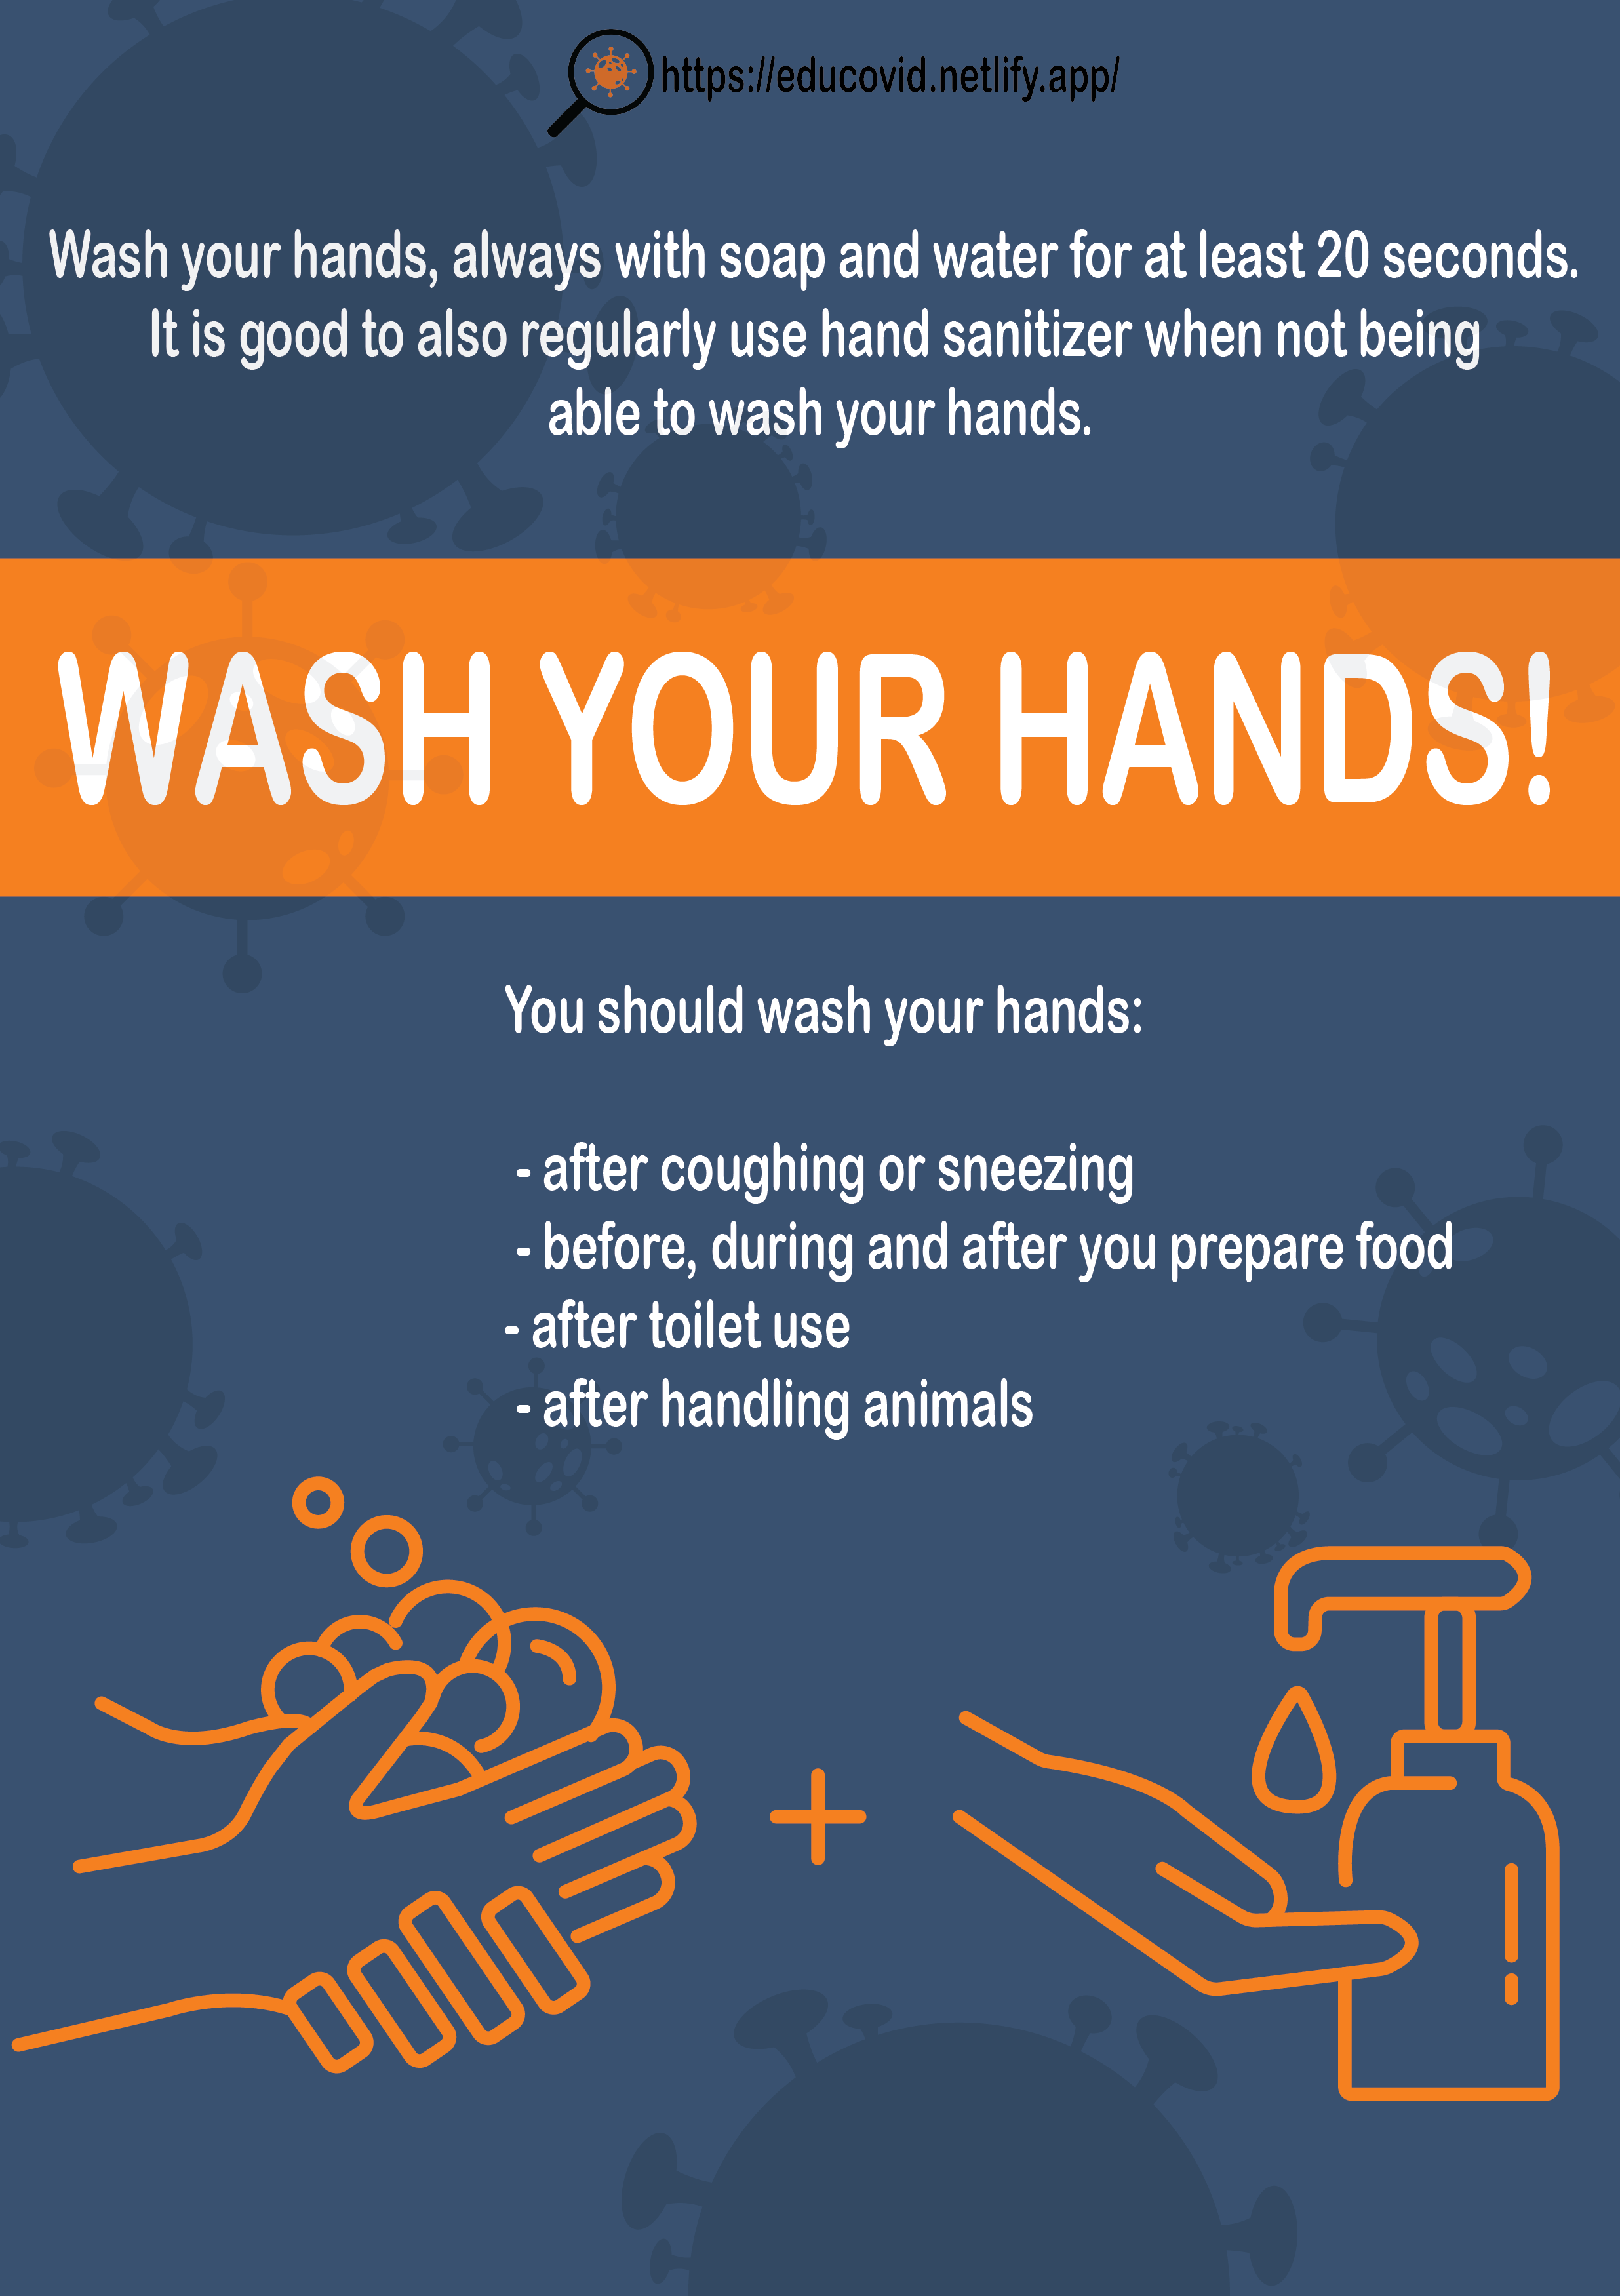 https://educovid.netlify.app/
Wash your hands, always with soap and water for at least 20 seconds.
It is good to also regularly use hand sanitizer when not being
able to wash your hands.
WASH YOUR HANDS!
You should wash your hands:
- after coughing or sneezing
- before, during and after you prepare food
- after toilet use
- after handling animals